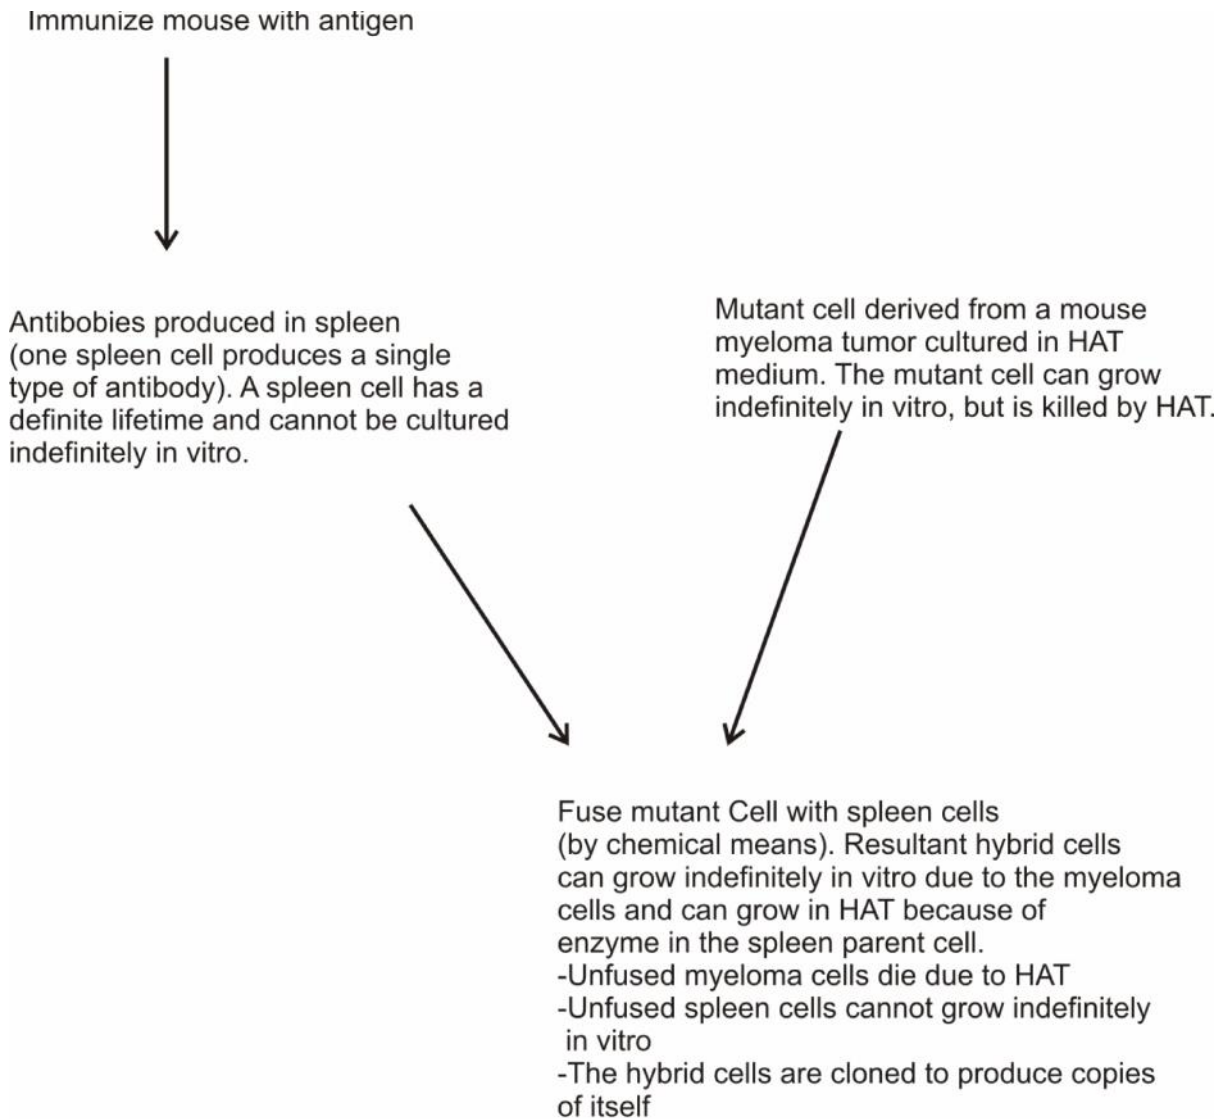 Immunize mouse with antigen
Antibobies produced in spleen
(one spleen cell produces a single
type of antibody). A spleen cell has a
definite lifetime and cannot be cultured
indefinitely in vitro.
Mutant cell derived from a mouse
myeloma tumor cultured in HAT
medium. The mutant cell can grow
indefinitely in vitro, but is killed by HAT.
Fuse mutant Cell with spleen cells
(by chemical means). Resultant hybrid cells
can grow indefinitely in vitro due to the myeloma
cells and can grow in HAT because of
enzyme in the spleen parent cell.
-Unfused myeloma cells die due to HAT
-Unfused spleen cells cannot grow indefinitely
in vitro
-The hybrid cells are cloned to produce copies
of itself